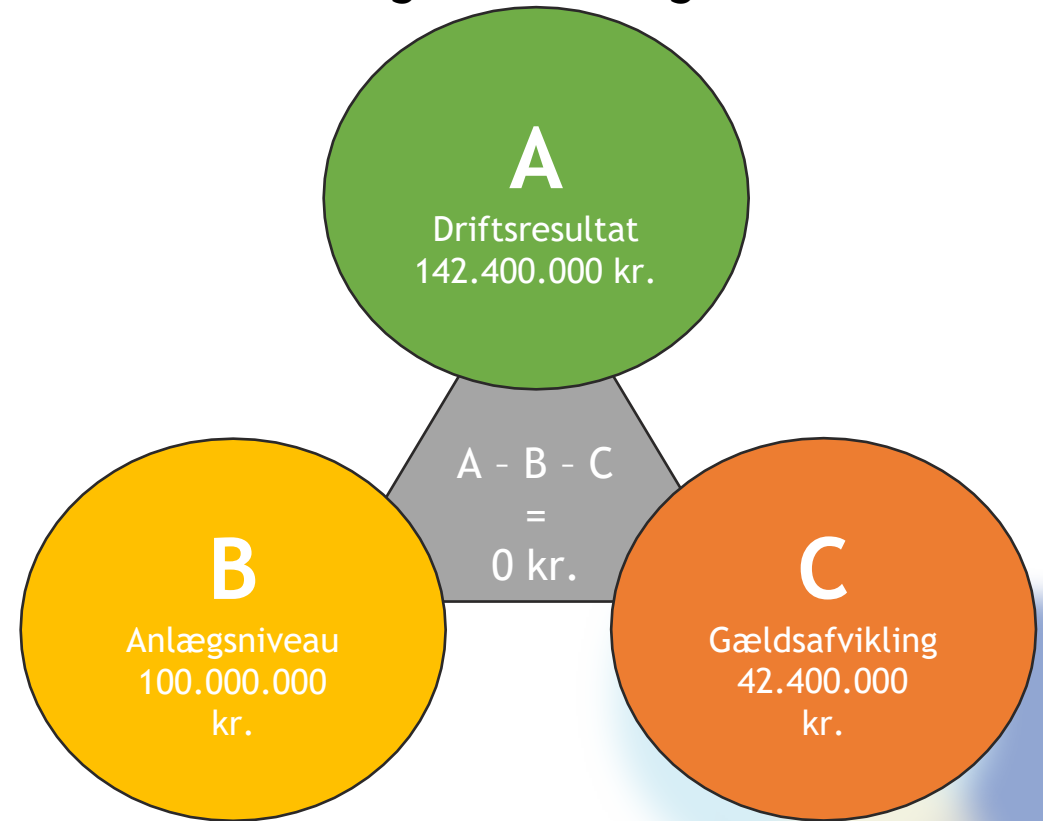 A
Driftsresultat
142.400.000 kr.
A – B – C
=
0 kr.
B
Anlægsniveau
100.000.000
kr.
C
Gældsafvikling
42.400.000
kr.